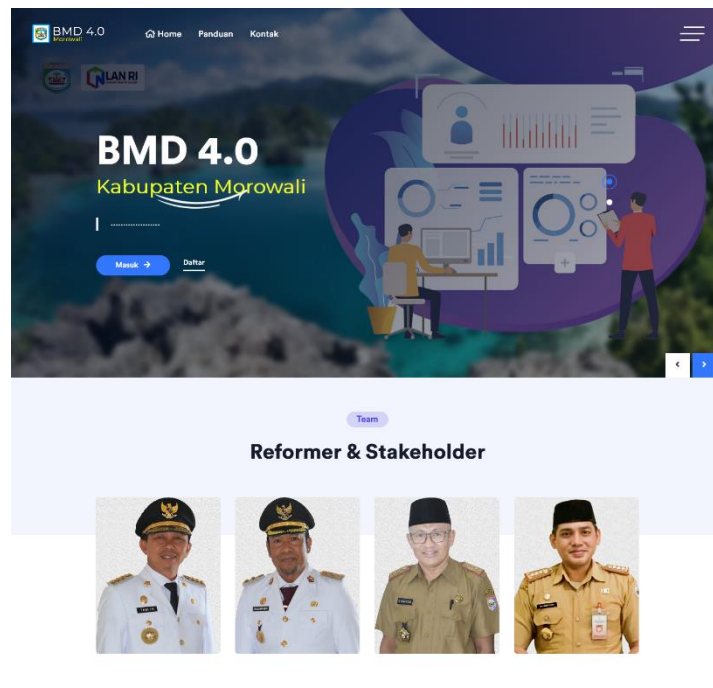 BMD 4.0
Morowali
Home Panduan Kontak
LAN RI
BMD 4.0
Kabupaten Morowali
Masuk → Daftar
Team
Reformer & Stakeholder